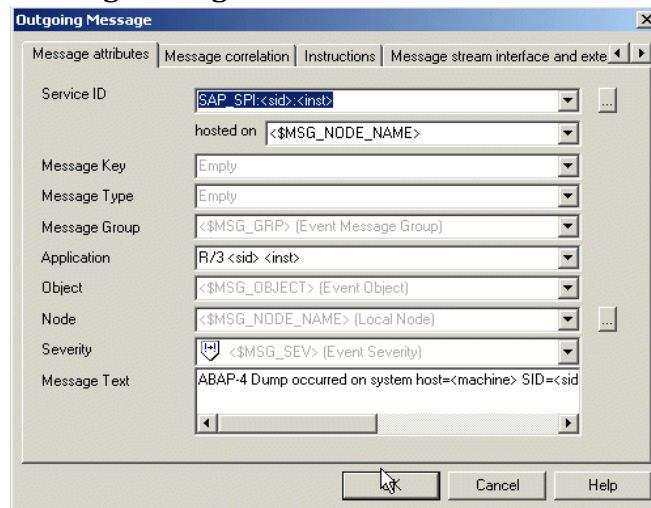 Outgoing Message
Message attributes Message correlation Instructions Message stream interface and exte
Service ID SAP_SPI:<sid>:<inst> ...
hosted on <$MSG_NODE_NAME>
Message Key Empty
Message Type Empty
Message Group <$MSG_GRP> (Event Message Group)
Application R/3 <sid> <inst>
Object <$MSG_OBJECT> (Event Object)
Node <$MSG_NODE_NAME> (Local Node) ...
Severity <$MSG_SEV> (Event Severity)
Message Text ABAP-4 Dump occurred on system host=<machine> SID=<sid
OK Cancel Help